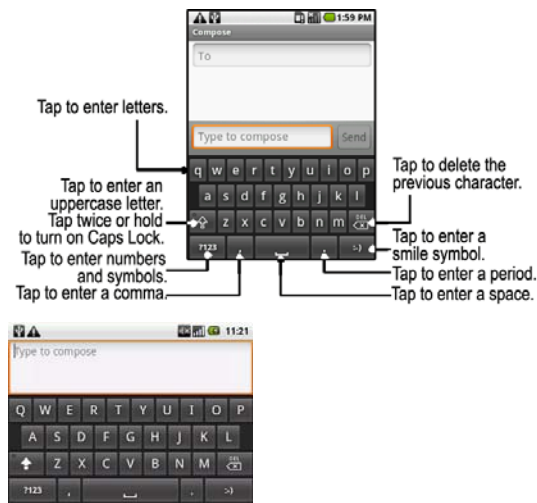 1:59 PM
Compose
To
Type to compose
Send
q w e r t y u i o p
a s d f g h j k l
z x c v b n m DEL
?123 , . :-)
Tap to enter letters.
Tap to enter an
uppercase letter.
Tap twice or hold
to turn on Caps Lock.
Tap to enter numbers
and symbols.
Tap to enter a comma.
Tap to delete the
previous character.
Tap to enter a
smile symbol.
Tap to enter a period.
Tap to enter a space.
11:21
Type to compose
Q W E R T Y U I O P
A S D F G H J K L
Z X C V B N M DEL
?123 , . :-)